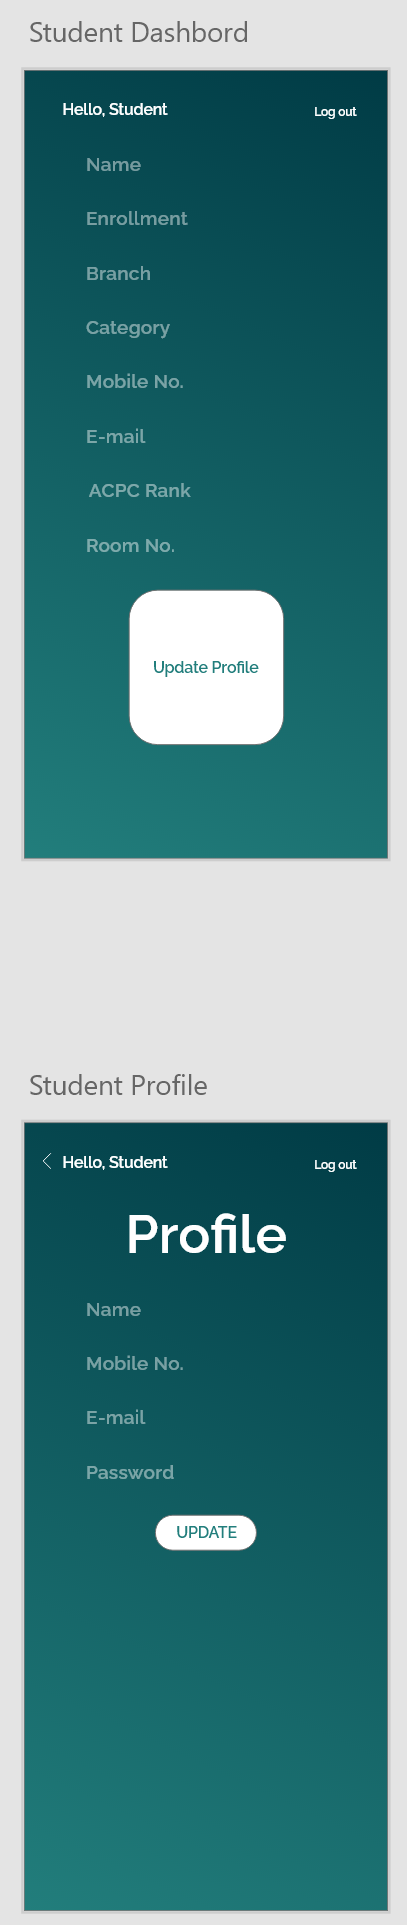 Student Dashbord
Hello, Student
Log out
Name
Enrollment
Branch
Category
Mobile No.
E-mail
ACPC Rank
Room No.
Update Profile
Student Profile
Hello, Student
Log out
Profile
Name
Mobile No.
E-mail
Password
UPDATE